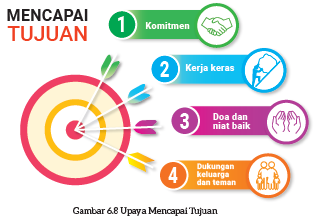 MENCAPAI
TUJUAN
1 Komitmen
2 Kerja keras
3 Doa dan
niat baik
4 Dukungan
keluarga
dan teman
Gambar 6.8 Upaya Mencapai Tujuan